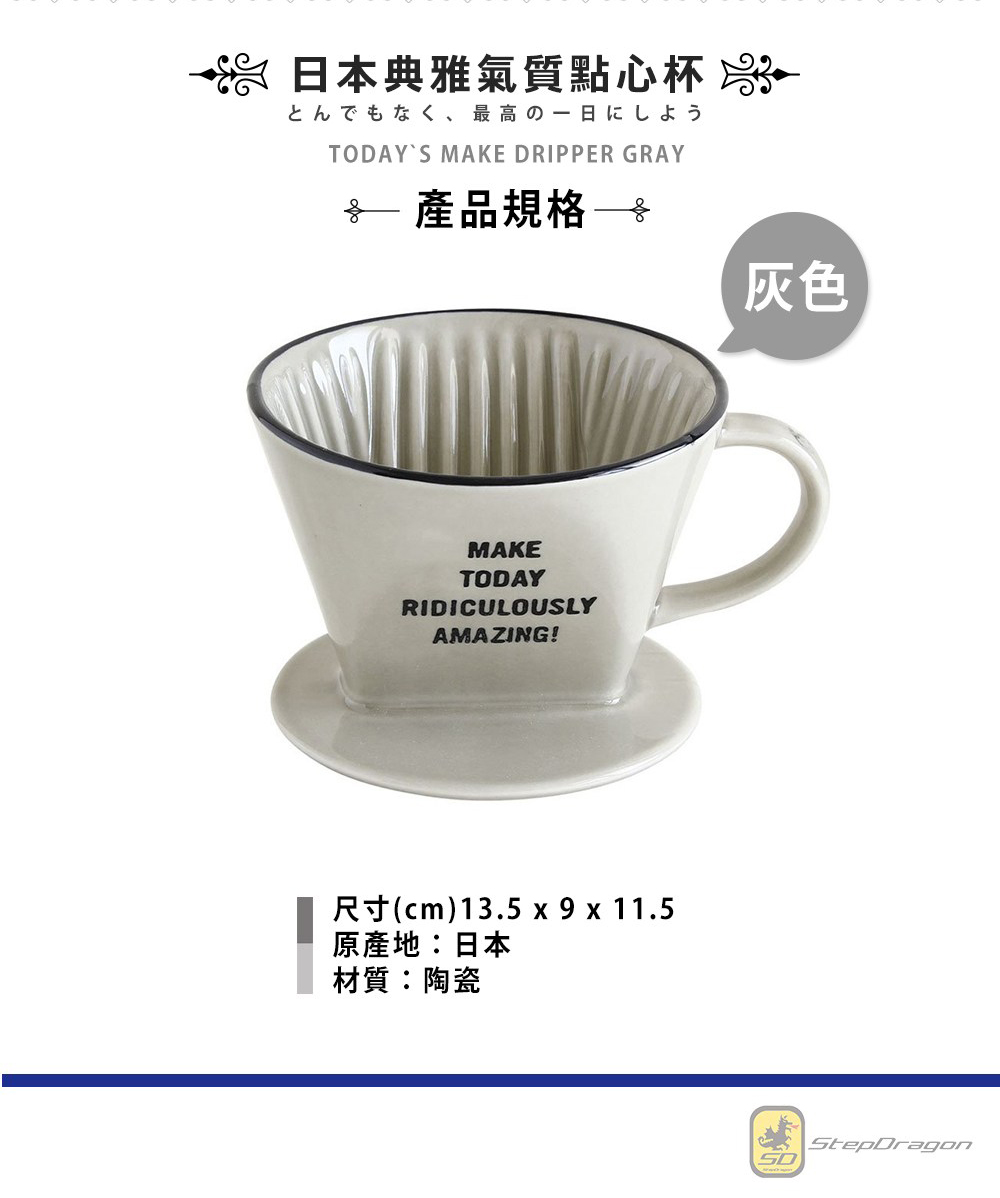 日本典雅氣質點心杯
とんでもなく、最高の一日にしよう
TODAY`S MAKE DRIPPER GRAY
產品規格
灰色
MAKE
TODAY
RIDICULOUSLY
AMAZING!
尺寸(cm)13.5 x 9 x 11.5
原產地：日本
材質：陶瓷
SD
StepDragon
StepDragon